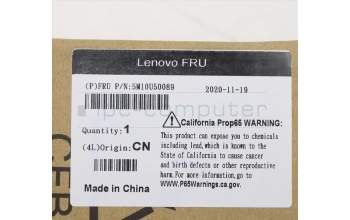 Lenovo FRU
(P)FRU P/N:5M10U50089
2020-11-19
Quantity:1
(4L)Origin:CN
Made in China
California Prop65 WARNING:
This product can expose you to chemicals
including lead,which is known to the
State of California to cause cancer
and birth defects or other reproductive
harm. For more information go to
www.P65Warnings.ca.gov.
ipc-computer